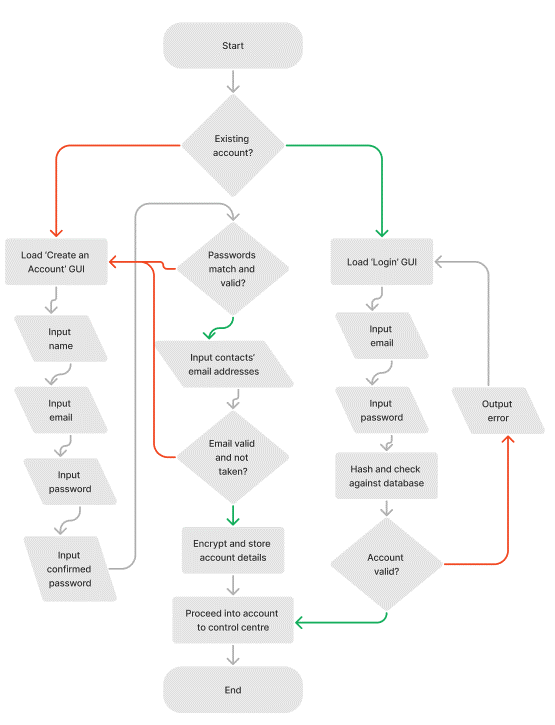 Start
Existing
account?
Load 'Create an
Account' GUI
Passwords
match and
valid?
Load 'Login' GUI
Input
name
Input
email
Input contacts'
email addresses
Input
email
Input
password
Output
error
Email valid
and not
taken?
Input
password
Hash and check
against database
Input
confirmed
password
Encrypt and store
account details
Account
valid?
Proceed into account
to control centre
End